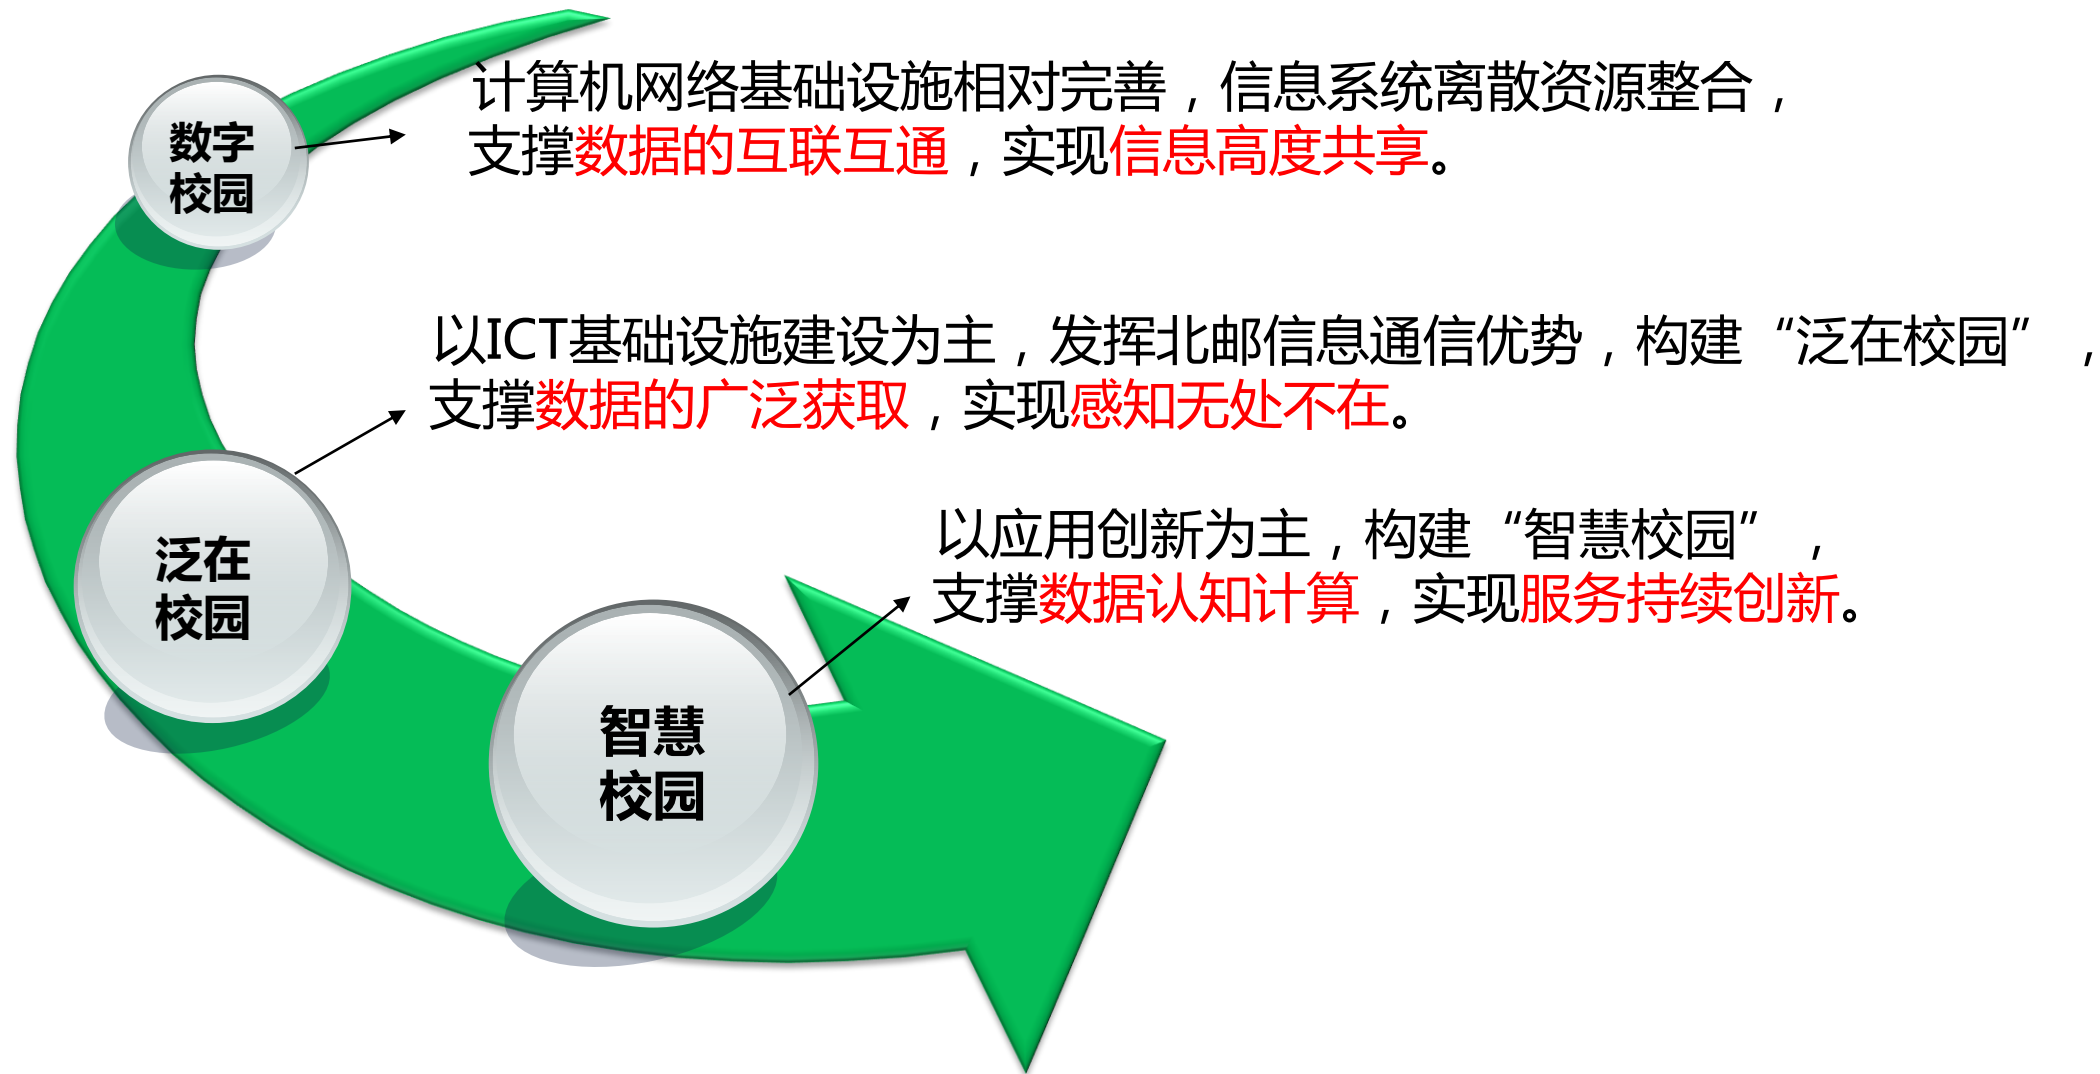 数字
校园
计算机网络基础设施相对完善，信息系统离散资源整合，
支撑数据的互联互通，实现信息高度共享。
以ICT基础设施建设为主，发挥北邮信息通信优势，构建“泛在校园”，
支撑数据的广泛获取，实现感知无处不在。
泛在
校园
以应用创新为主，构建“智慧校园”，
支撑数据认知计算，实现服务持续创新。
智慧
校园